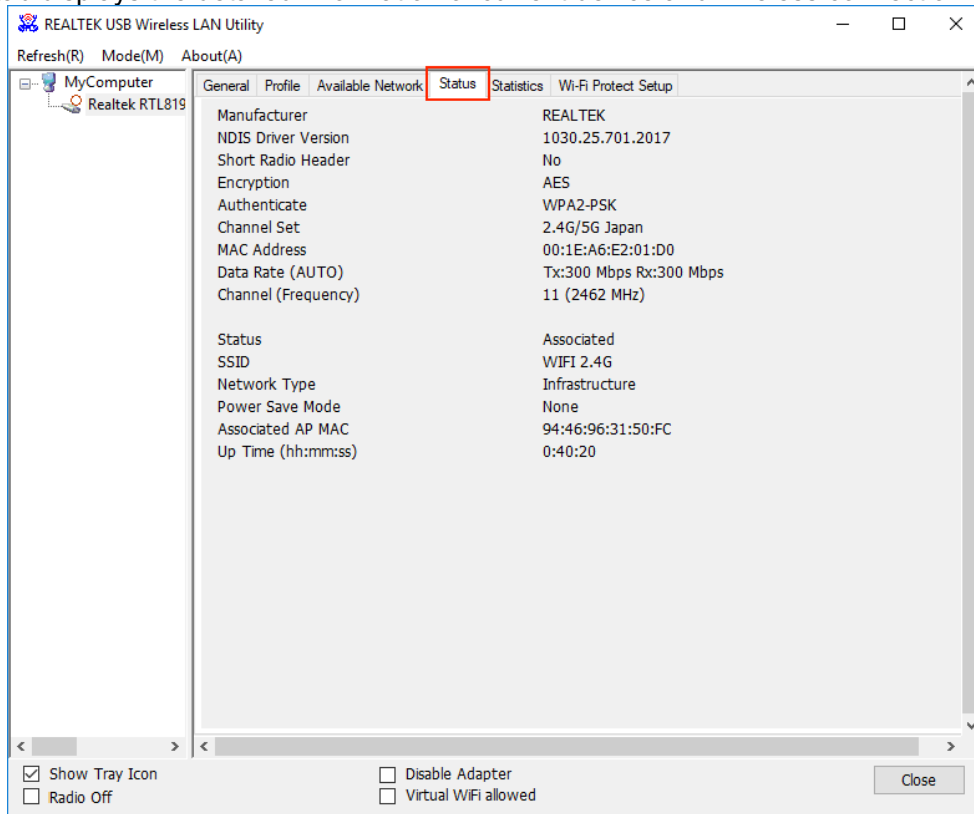 REALTEK USB Wireless LAN Utility
Refresh(R) Mode(M) About(A)
MyComputer
Realtek RTL819
General Profile Available Network Status Statistics Wi-Fi Protect Setup
Manufacturer REALTEK
NDIS Driver Version 1030.25.701.2017
Short Radio Header No
Encryption AES
Authenticate WPA2-PSK
Channel Set 2.4G/5G Japan
MAC Address 00:1E:A6:E2:01:D0
Data Rate (AUTO) Tx:300 Mbps Rx:300 Mbps
Channel (Frequency) 11 (2462 MHz)
Status Associated
SSID WIFI 2.4G
Network Type Infrastructure
Power Save Mode None
Associated AP MAC 94:46:96:31:50:FC
Up Time (hh:mm:ss) 0:40:20
Show Tray Icon Disable Adapter Close
Radio Off Virtual WiFi allowed